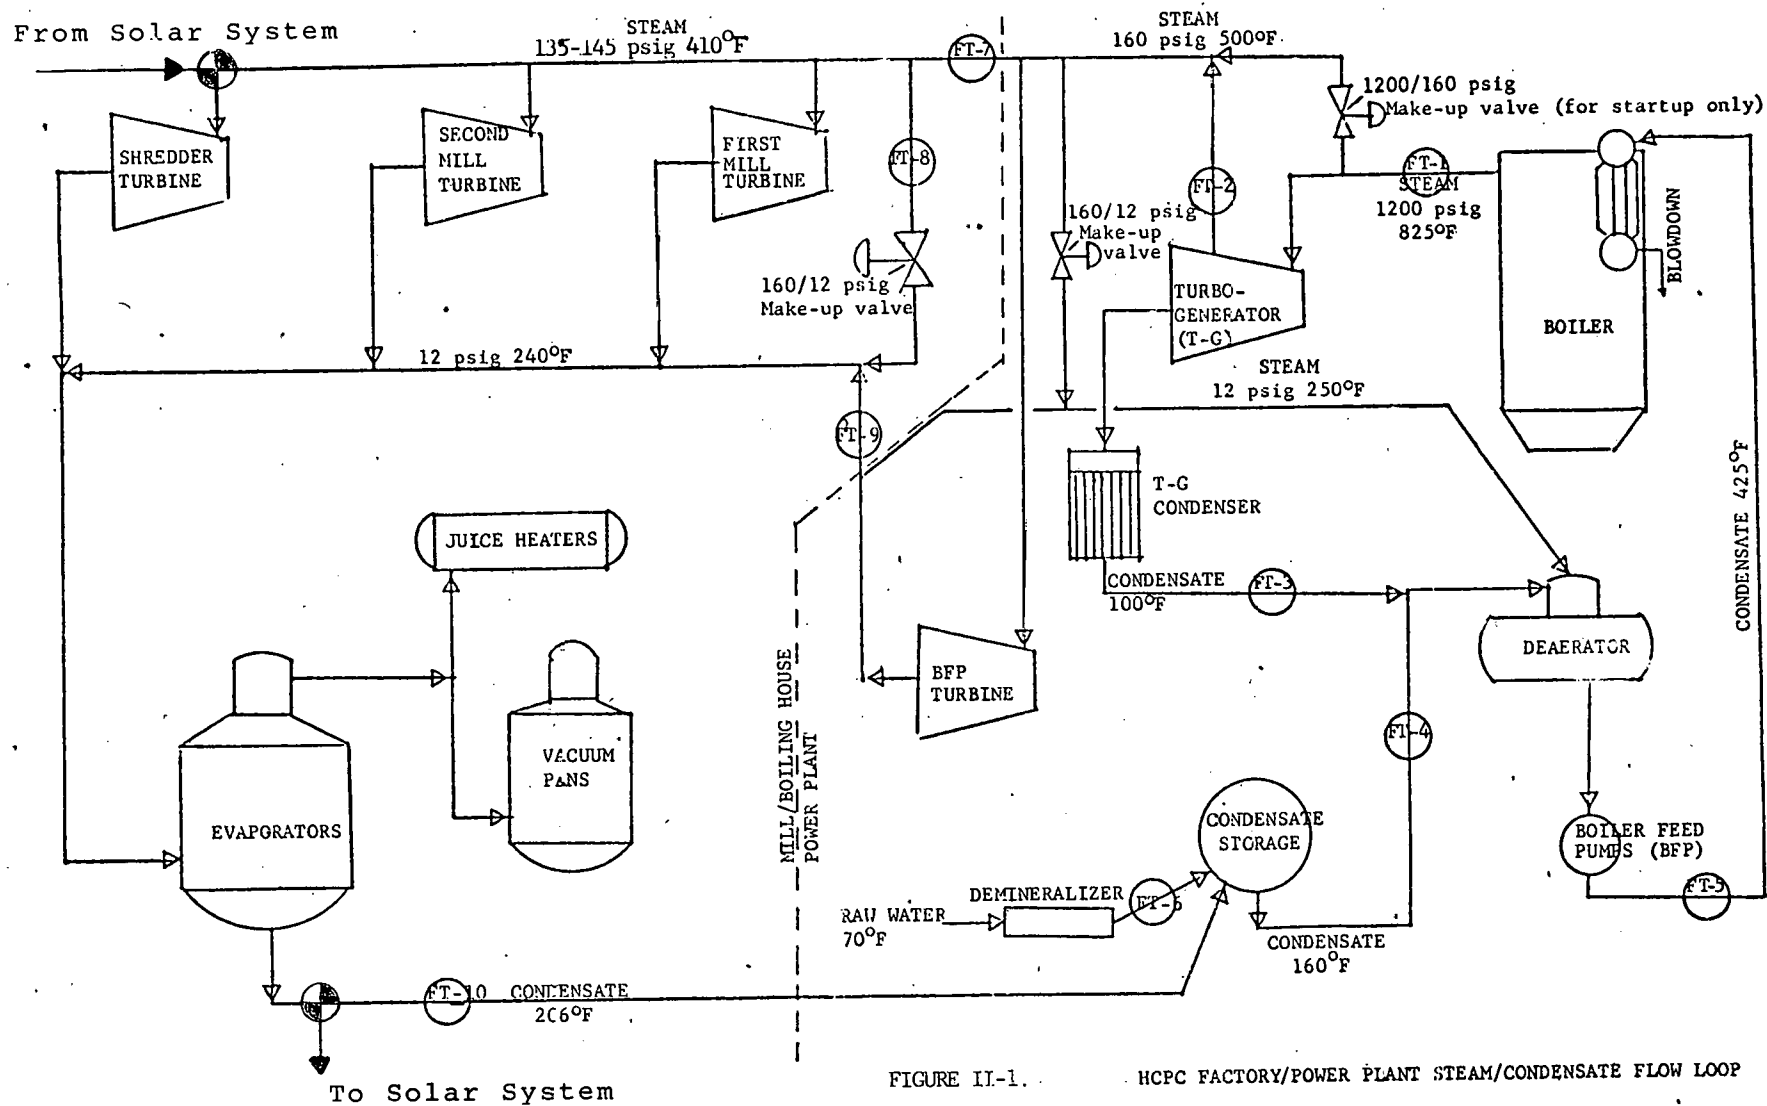 From Solar System
STEAM
135-145 psig 410°F
FT-7
STEAM
160 psig 500°F
1200/160 psig
Make-up valve (for startup only)
SHREDDER
TURBINE
SECOND
MILL
TURBINE
FIRST
MILL
TURBINE
FT-8
FT-2
FT-1
STEAM
1200 psig
825°F
BLOWDOWN
160/12 psig
Make-up
valve
160/12 psig
Make-up valve
TURBO-
GENERATOR
(T-G)
BOILER
12 psig 240°F
STEAM
12 psig 250°F
FT-9
T-G
CONDENSER
CONDENSATE 425°F
JUICE HEATERS
CONDENSATE
100°F
FT-3
DEAERATOR
BFP
TURBINE
FT-4
VACUUM
PANS
MILL/BOILING HOUSE
POWER PLANT
EVAPORATORS
CONDENSATE
STORAGE
BOILER FEED
PUMPS (BFP)
FT-5
DEMINERALIZER
FT-6
RAW WATER
70°F
CONDENSATE
160°F
FT-10 CONDENSATE
206°F
To Solar System
FIGURE II-1. HCPC FACTORY/POWER PLANT STEAM/CONDENSATE FLOW LOOP